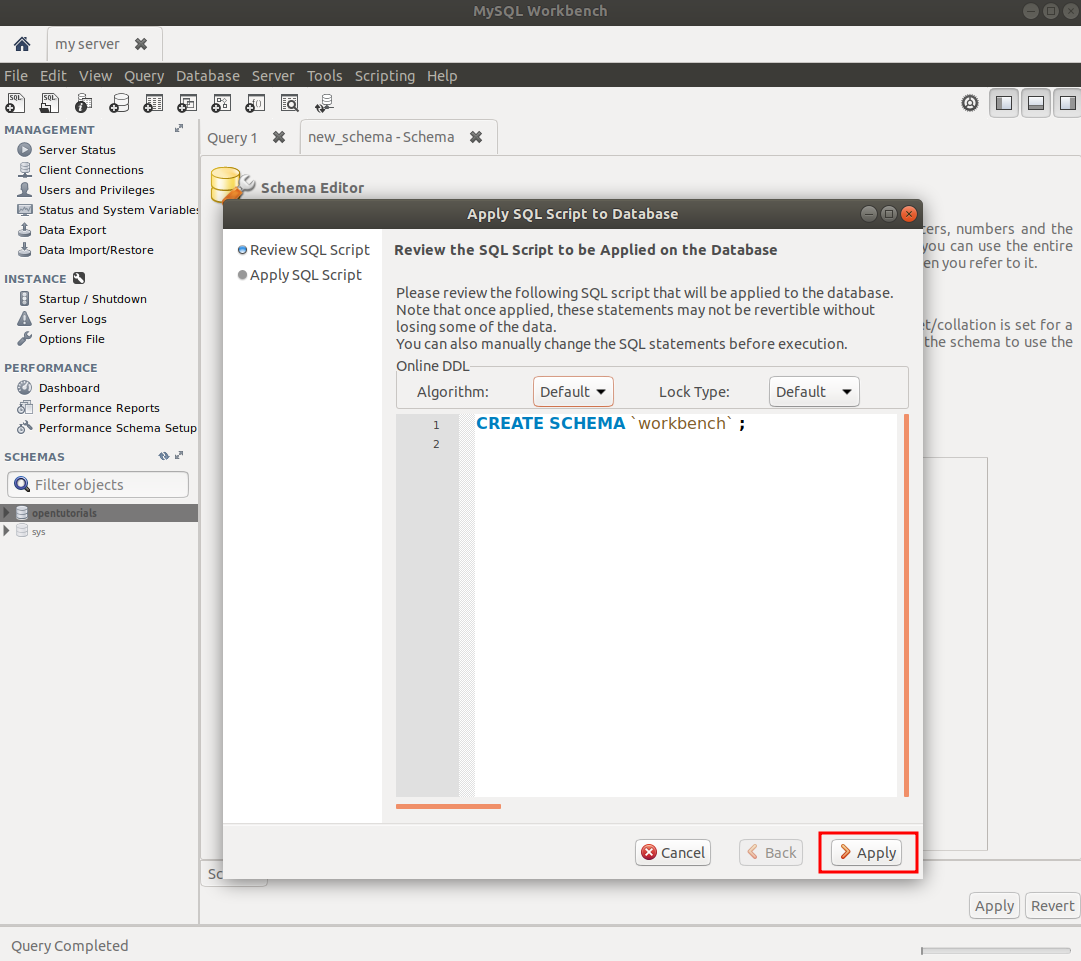 MySQL Workbench
my server
File Edit View Query Database Server Tools Scripting Help
MANAGEMENT
Server Status
Client Connections
Users and Privileges
Status and System Variables
Data Export
Data Import/Restore
INSTANCE
Startup / Shutdown
Server Logs
Options File
PERFORMANCE
Dashboard
Performance Reports
Performance Schema Setup
SCHEMAS
Filter objects
opentutorials
sys
Query 1
new_schema - Schema
Schema Editor
numbers and the
you can use the entire
you refer to it.
/collation is set for a
the schema to use the
Apply SQL Script to Database
Review SQL Script
Apply SQL Script
Review the SQL Script to be Applied on the Database
Please review the following SQL script that will be applied to the database.
Note that once applied, these statements may not be revertible without
losing some of the data.
You can also manually change the SQL statements before execution.
Online DDL
Algorithm: Default Lock Type: Default
1 CREATE SCHEMA `workbench` ;
2
Cancel Back Apply
Apply Revert
Query Completed